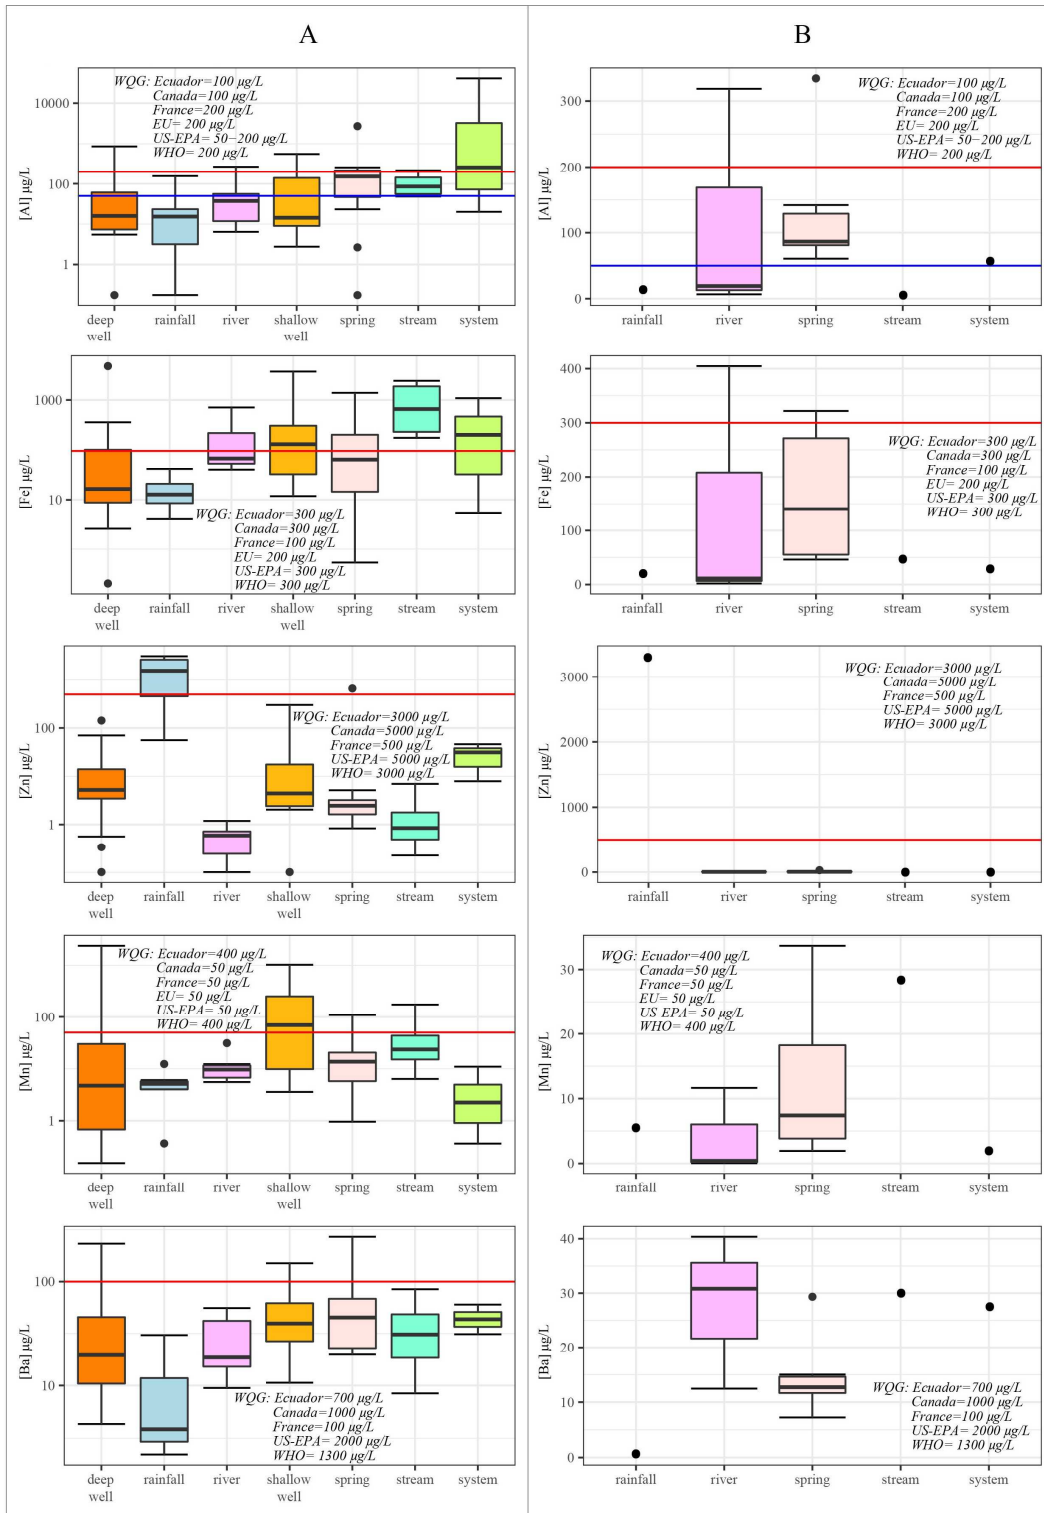 A
WQG: Ecuador=100 µg/L
Canada=100 µg/L
France=200 µg/L
EU= 200 µg/L
US-EPA= 50−200 µg/L
WHO= 200 µg/L
[Al] µg/L
10000
100
1
deep well
rainfall
river
shallow well
spring
stream
system
[Fe] µg/L
1000
10
WQG: Ecuador=300 µg/L
Canada=300 µg/L
France=100 µg/L
EU= 200 µg/L
US-EPA= 300 µg/L
WHO= 300 µg/L
deep well
rainfall
river
shallow well
spring
stream
system
[Zn] µg/L
100
1
WQG: Ecuador=3000 µg/L
Canada=5000 µg/L
France=500 µg/L
US-EPA= 5000 µg/L
WHO= 3000 µg/L
deep well
rainfall
river
shallow well
spring
stream
system
[Mn] µg/L
100
1
WQG: Ecuador=400 µg/L
Canada=50 µg/L
France=50 µg/L
EU= 50 µg/L
US-EPA= 50 µg/L
WHO= 400 µg/L
deep well
rainfall
river
shallow well
spring
stream
system
[Ba] µg/L
100
10
WQG: Ecuador=700 µg/L
Canada=1000 µg/L
France=100 µg/L
US-EPA= 2000 µg/L
WHO= 1300 µg/L
deep well
rainfall
river
shallow well
spring
stream
system
B
WQG: Ecuador=100 µg/L
Canada=100 µg/L
France=200 µg/L
EU= 200 µg/L
US-EPA= 50−200 µg/L
WHO= 200 µg/L
[Al] µg/L
300
200
100
0
rainfall
river
spring
stream
system
[Fe] µg/L
400
300
200
100
0
WQG: Ecuador=300 µg/L
Canada=300 µg/L
France=100 µg/L
EU= 200 µg/L
US-EPA= 300 µg/L
WHO= 300 µg/L
rainfall
river
spring
stream
system
[Zn] µg/L
3000
2000
1000
0
WQG: Ecuador=3000 µg/L
Canada=5000 µg/L
France=500 µg/L
US-EPA= 5000 µg/L
WHO= 3000 µg/L
rainfall
river
spring
stream
system
[Mn] µg/L
30
20
10
0
WQG: Ecuador=400 µg/L
Canada=50 µg/L
France=50 µg/L
EU= 50 µg/L
US EPA= 50 µg/L
WHO= 400 µg/L
rainfall
river
spring
stream
system
[Ba] µg/L
40
30
20
10
0
WQG: Ecuador=700 µg/L
Canada=1000 µg/L
France=100 µg/L
US-EPA= 2000 µg/L
WHO= 1300 µg/L
rainfall
river
spring
stream
system